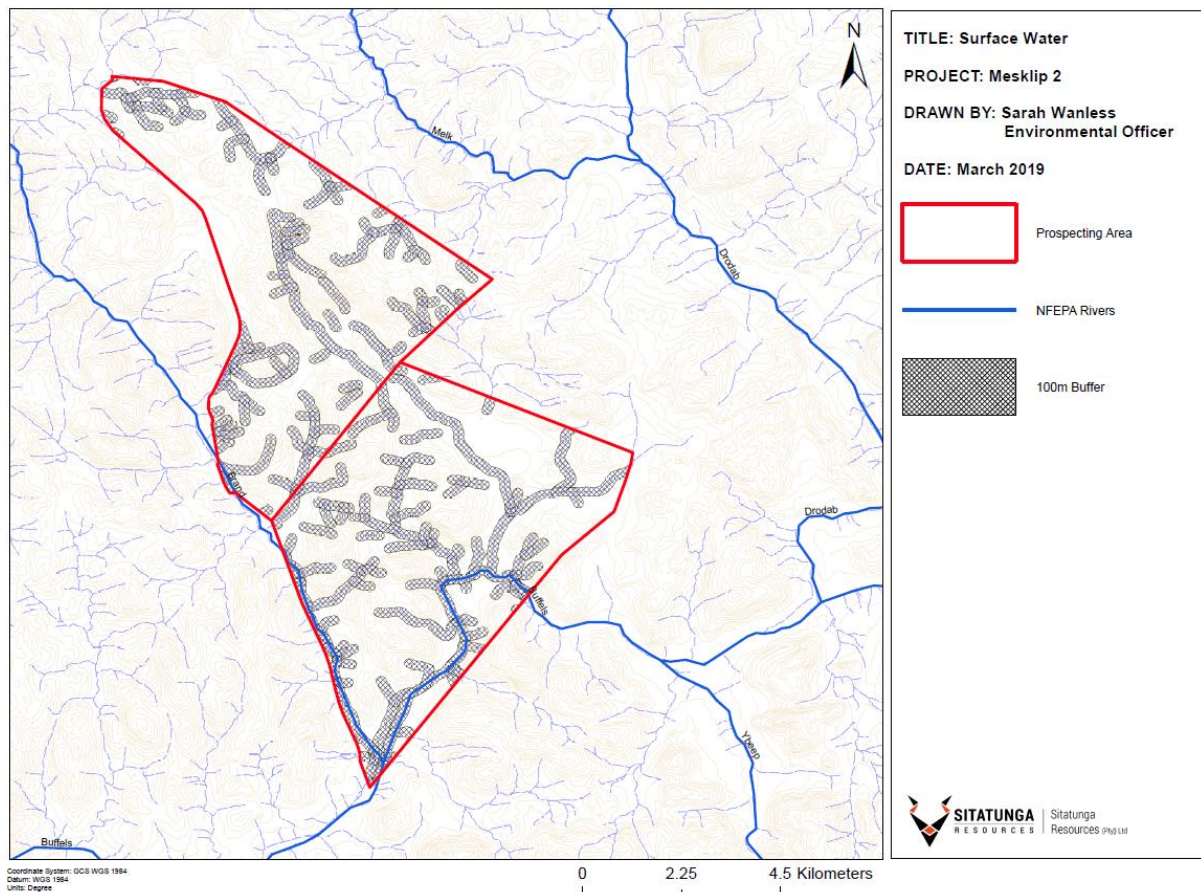 N
Melk
Drodab
Brand
Drodab
Buffels
Ybeep
Buffels
Coordinate System: GCS WGS 1984
Datum: WGS 1984
Units: Degree
0 2.25 4.5 Kilometers
TITLE: Surface Water
PROJECT: Mesklip 2
DRAWN BY: Sarah Wanless
Environmental Officer
DATE: March 2019
Prospecting Area
NFEPA Rivers
100m Buffer
SITATUNGA
RESOURCES
Sitatunga
Resources (Pty) Ltd